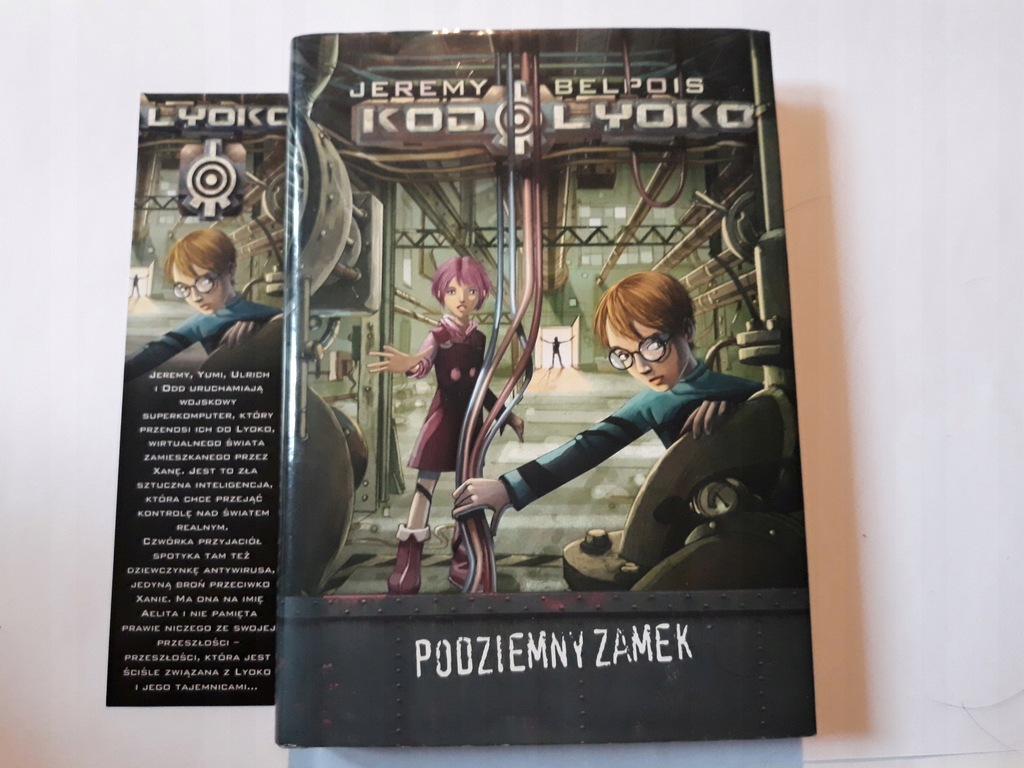 JEREMY BELPOIS
KOD LYOKO
PODZIEMNY ZAMEK
LYOKO
JEREMY, YUMI, ULRICH
I ODD URUCHAMIAJĄ
WOJSKOWY
SUPERKOMPUTER, KTÓRY
PRZENOSI ICH DO LYOKO,
WIRTUALNEGO ŚWIATA
ZAMIESZKANEGO PRZEZ
XANĘ. JEST TO ZŁA
SZTUCZNA INTELIGENCJA,
KTÓRA CHCE PRZEJĄĆ
KONTROLĘ NAD ŚWIATEM
REALNYM.
CZWÓRKA PRZYJACIÓŁ
SPOTYKA TAM TEŻ
DZIEWCZYNKĘ ANTYWIRUSA,
JEDYNĄ BROŃ PRZECIWKO
XANIE. MA ONA NA IMIĘ
AELITA I NIE PAMIĘTA
PRAWIE NICZEGO ZE SWOJEJ
PRZESZŁOŚCI –
PRZESZŁOŚCI, KTÓRA JEST
ŚCIŚLE ZWIĄZANA Z LYOKO
I JEGO TAJEMNICAMI...